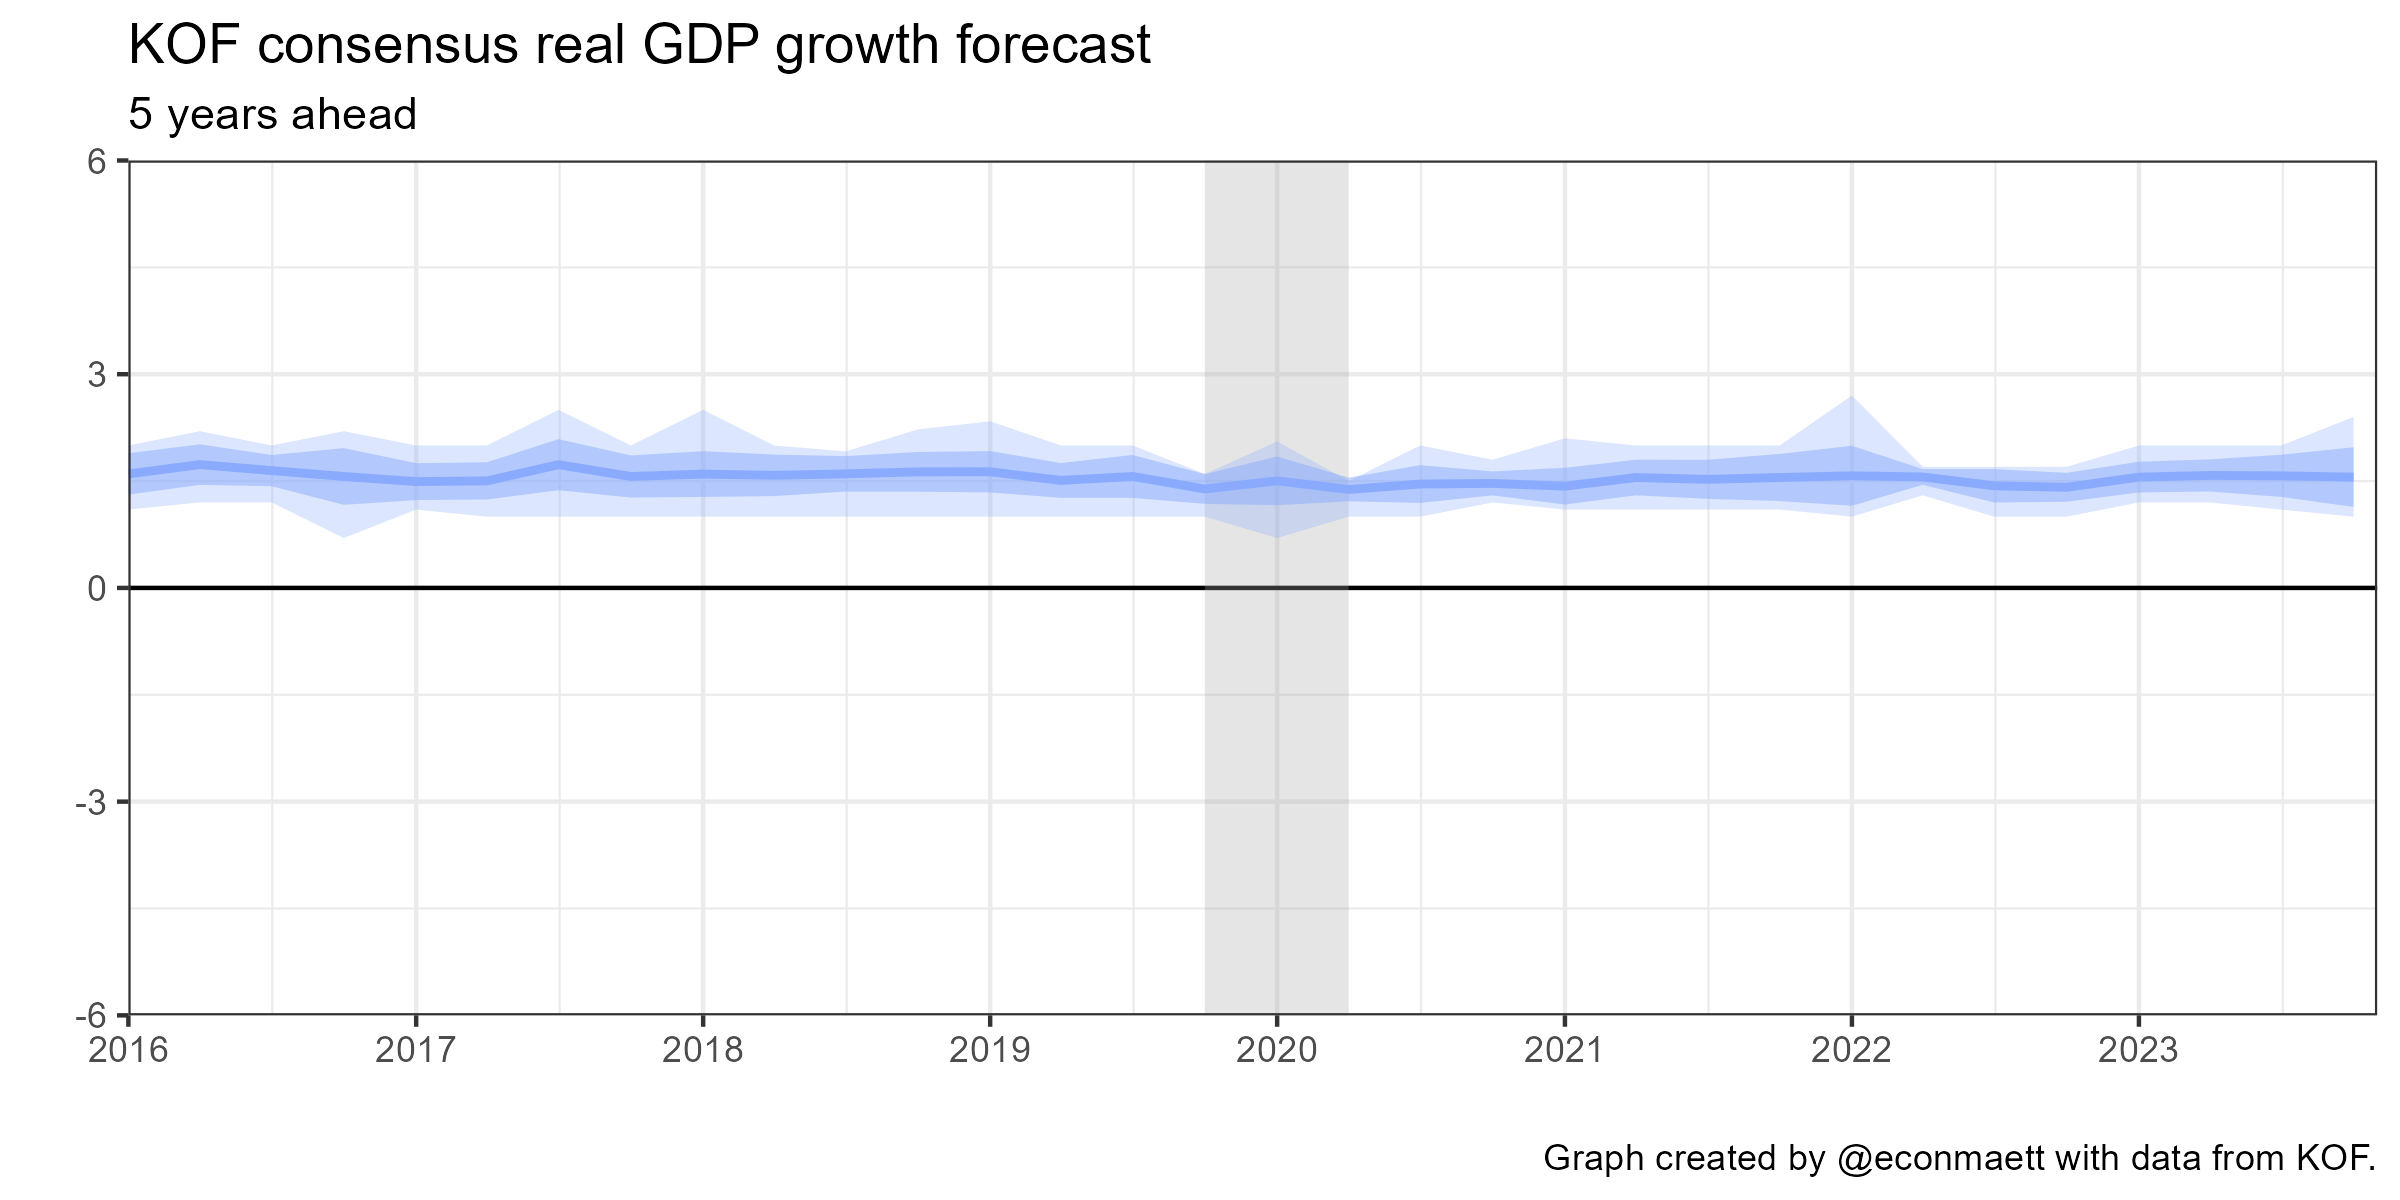 KOF consensus real GDP growth forecast
5 years ahead
6
3
0
-3
-6
2016 2017 2018 2019 2020 2021 2022 2023
Graph created by @econmaett with data from KOF.